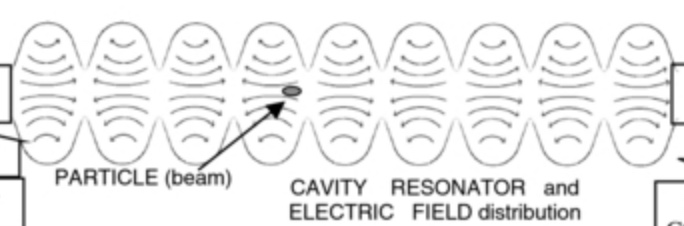 PARTICLE (beam)
CAVITY RESONATOR and
ELECTRIC FIELD distribution